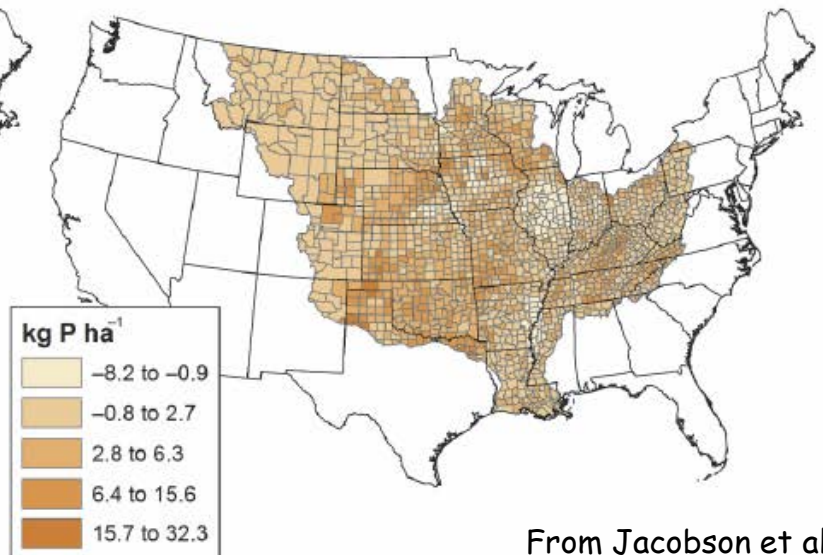 kg P ha⁻¹
−8.2 to −0.9
−0.8 to 2.7
2.8 to 6.3
6.4 to 15.6
15.7 to 32.3
From Jacobson et al